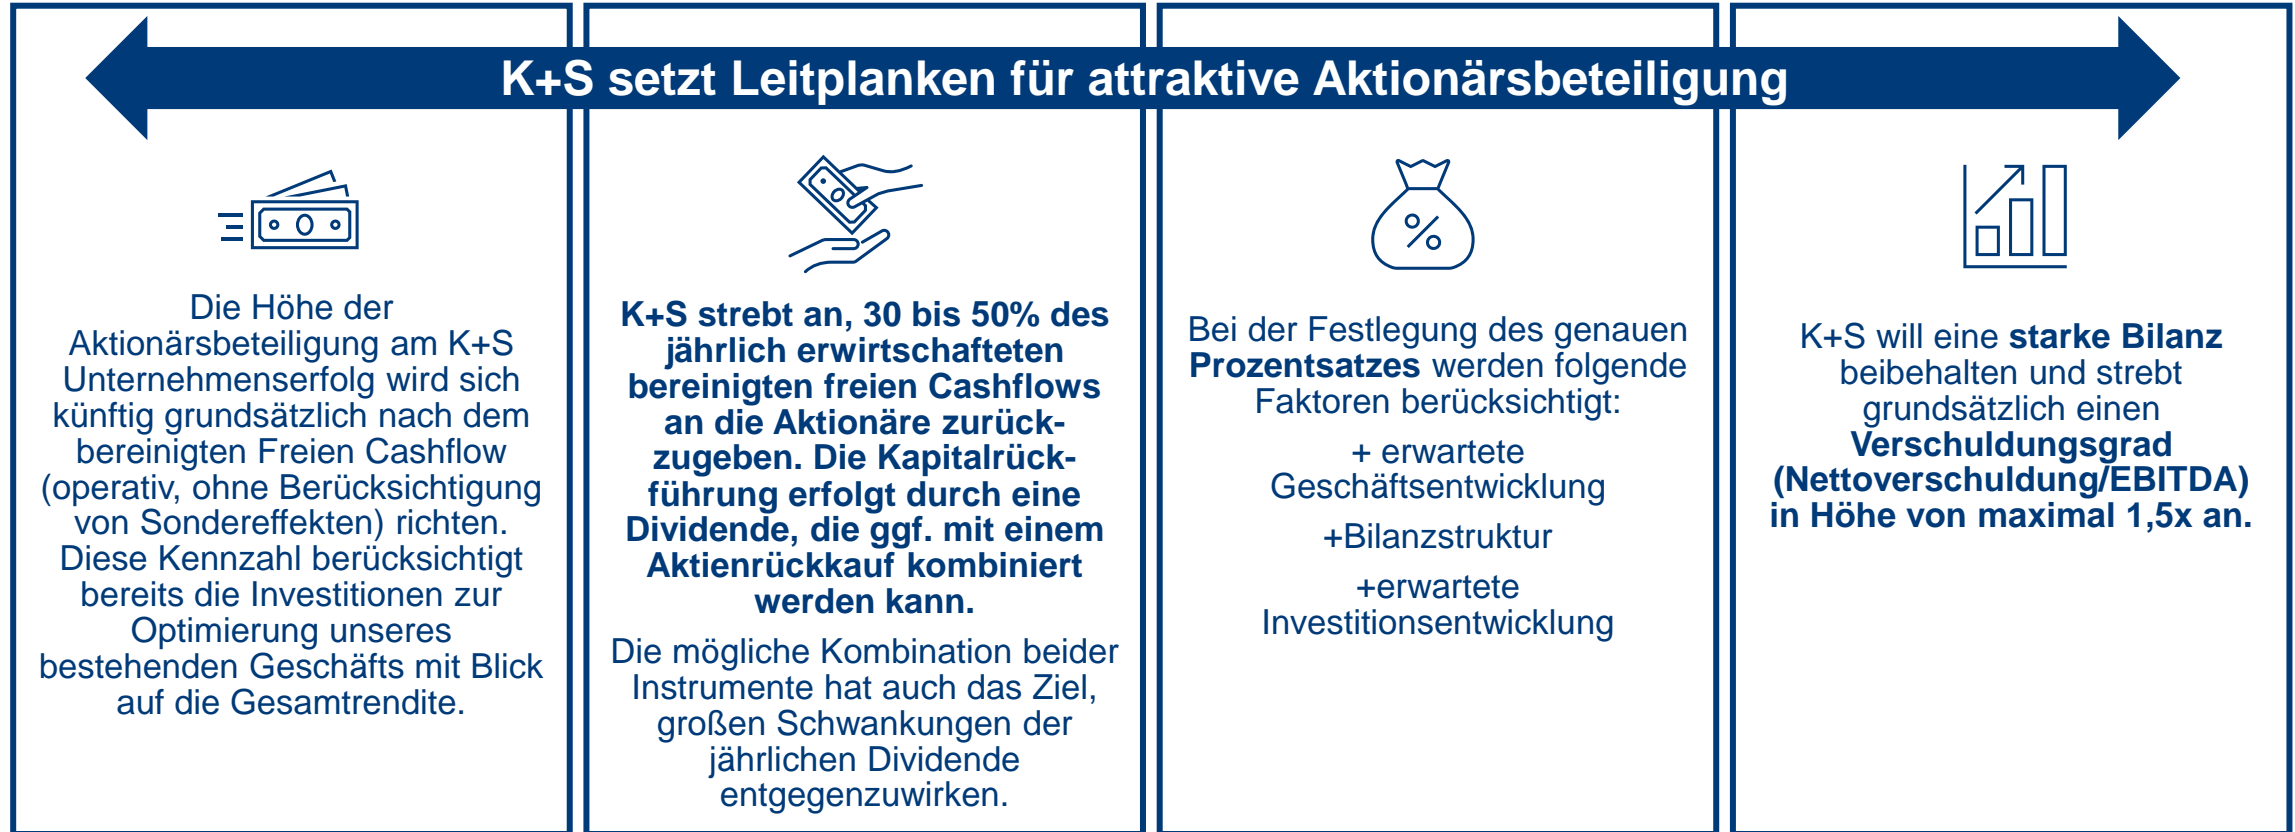 K+S setzt Leitplanken für attraktive Aktionärsbeteiligung
Die Höhe der
Aktionärsbeteiligung am K+S
Unternehmenserfolg wird sich
künftig grundsätzlich nach dem
bereinigten Freien Cashflow
(operativ, ohne Berücksichtigung
von Sondereffekten) richten.
Diese Kennzahl berücksichtigt
bereits die Investitionen zur
Optimierung unseres
bestehenden Geschäfts mit Blick
auf die Gesamtrendite.
K+S strebt an, 30 bis 50% des
jährlich erwirtschafteten
bereinigten freien Cashflows
an die Aktionäre zurück-
zugeben. Die Kapitalrück-
führung erfolgt durch eine
Dividende, die ggf. mit einem
Aktienrückkauf kombiniert
werden kann.
Die mögliche Kombination beider
Instrumente hat auch das Ziel,
großen Schwankungen der
jährlichen Dividende
entgegenzuwirken.
%
Bei der Festlegung des genauen
Prozentsatzes werden folgende
Faktoren berücksichtigt:
+ erwartete
Geschäftsentwicklung
+Bilanzstruktur
+erwartete
Investitionsentwicklung
K+S will eine starke Bilanz
beibehalten und strebt
grundsätzlich einen
Verschuldungsgrad
(Nettoverschuldung/EBITDA)
in Höhe von maximal 1,5x an.